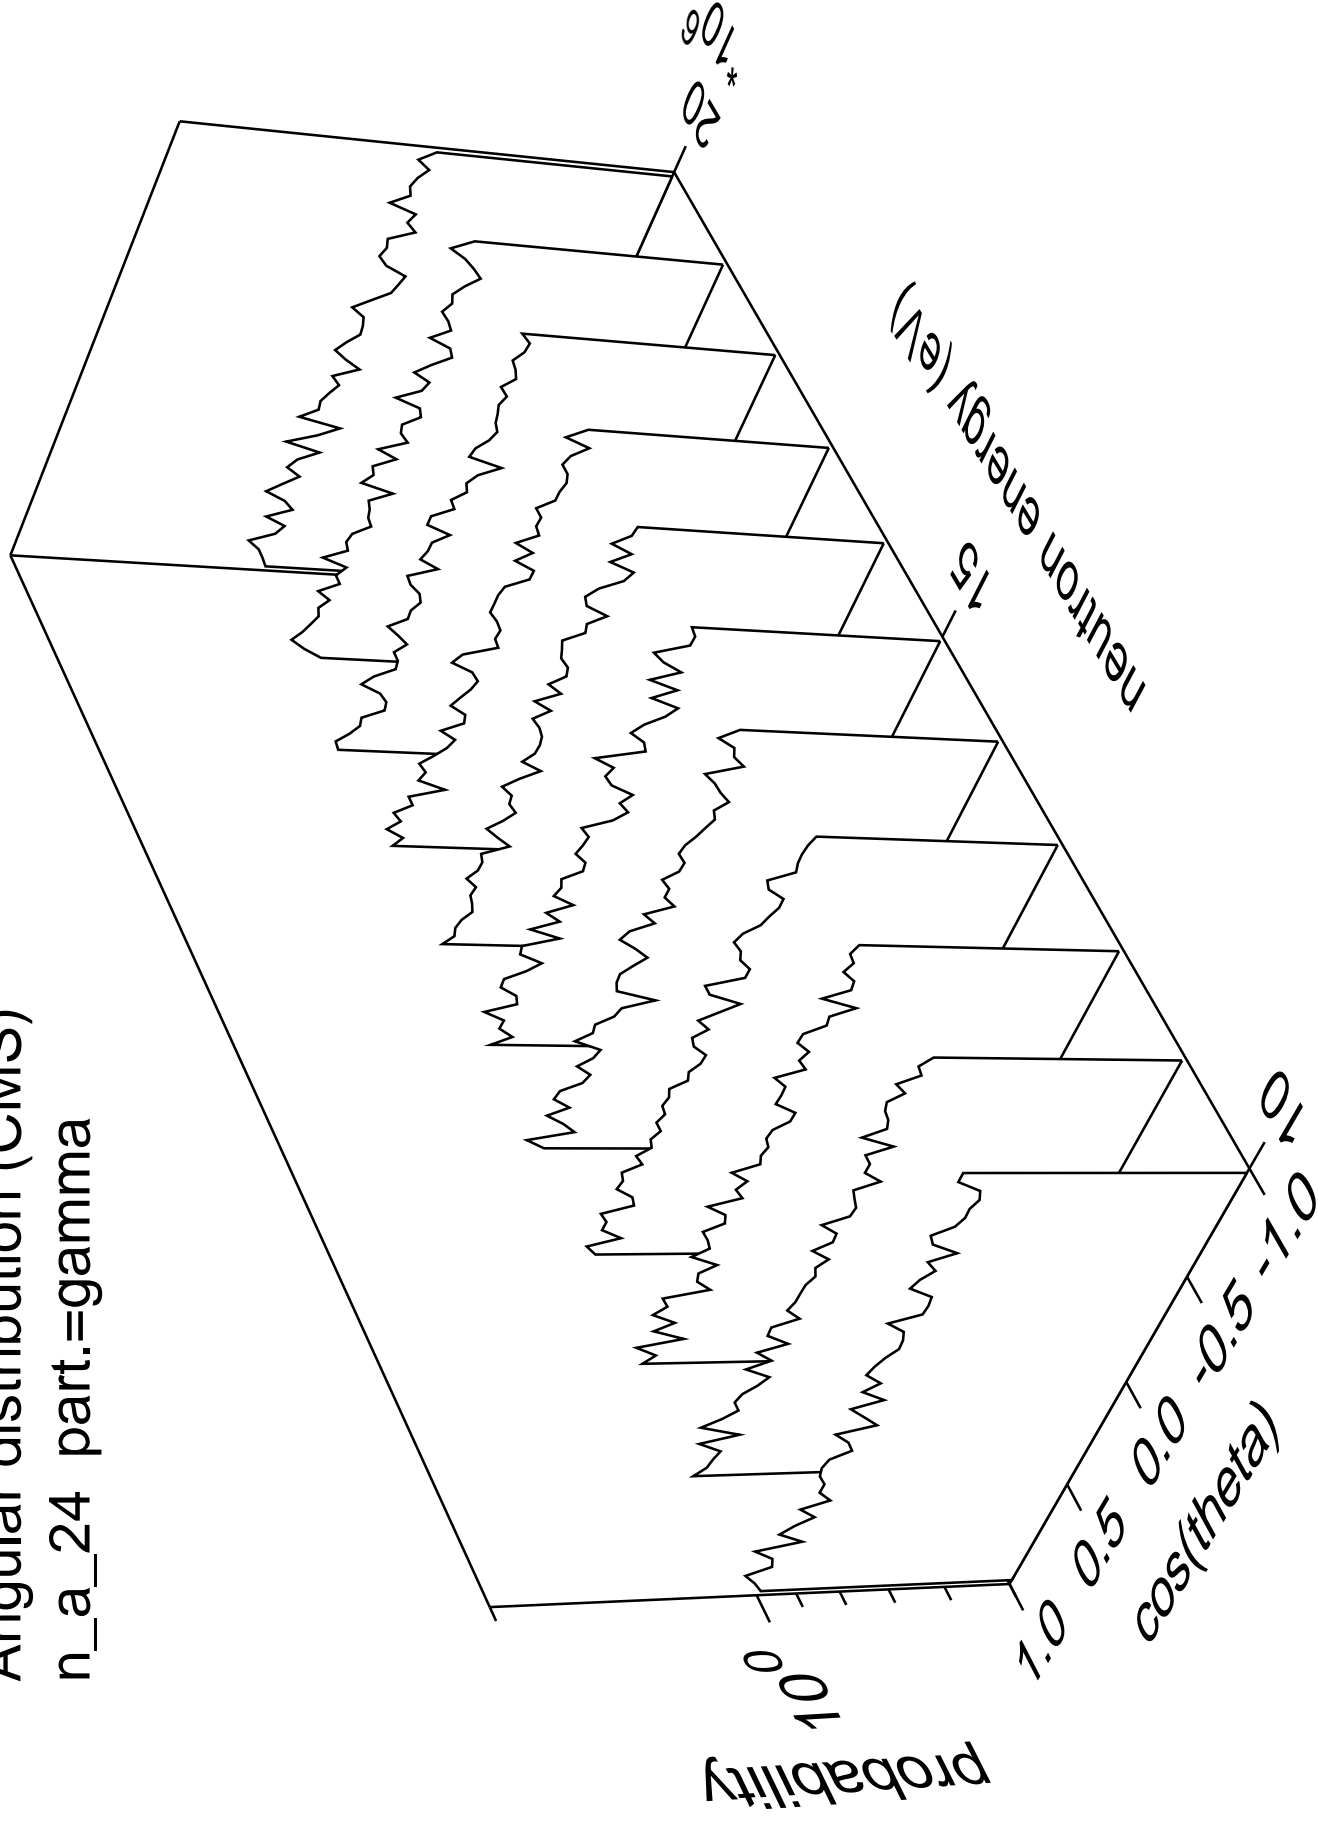 Angular distribution (CMS)
n_a_24 part.=gamma
probability
10^0
1.0 0.5 0.0 -0.5 -1.0
cos(theta)
10 15 20
*10^6
neutron energy (eV)